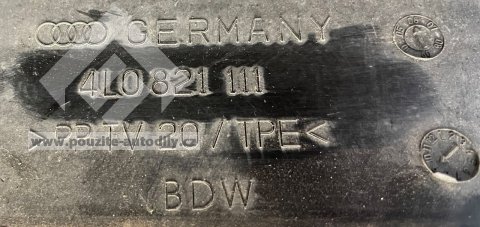 GERMANY
4L0 821 111
>PP TV 20 / TPE<
www.pouzite-autodily.cz
BDW